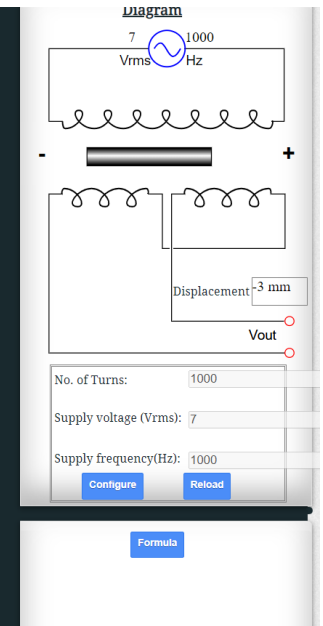 Diagram
7 1000
Vrms Hz
- +
Displacement -3 mm
Vout
No. of Turns: 1000
Supply voltage (Vrms): 7
Supply frequency(Hz): 1000
Configure Reload
Formula